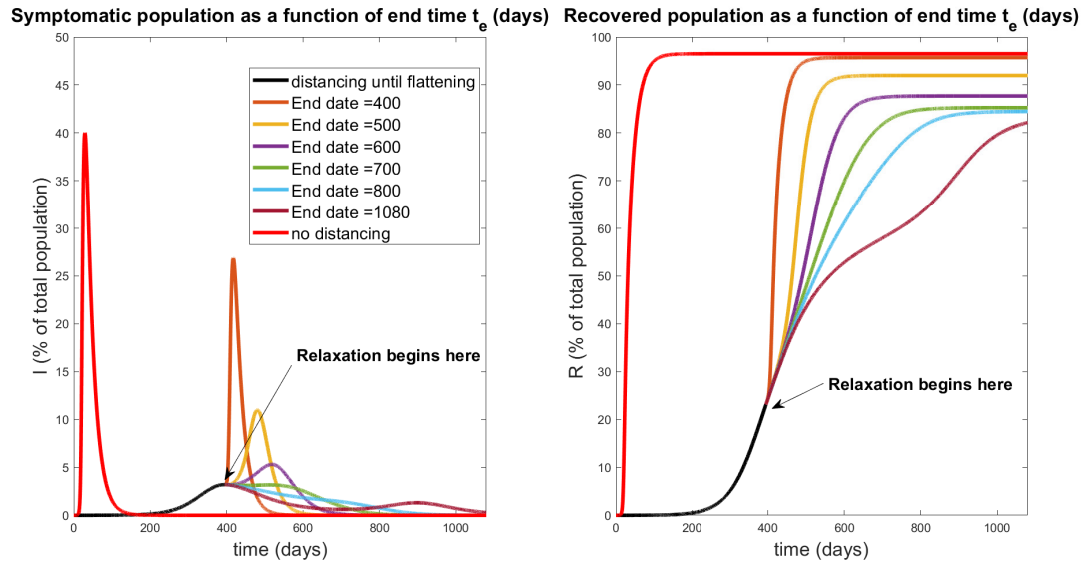 Symptomatic population as a function of end time te (days)
50
45
40
35
30
25
20
15
10
5
0
I (% of total population)
distancing until flattening
End date =400
End date =500
End date =600
End date =700
End date =800
End date =1080
no distancing
Relaxation begins here
0 200 400 600 800 1000
time (days)
Recovered population as a function of end time te (days)
100
90
80
70
60
50
40
30
20
10
0
R (% of total population)
Relaxation begins here
0 200 400 600 800 1000
time (days)